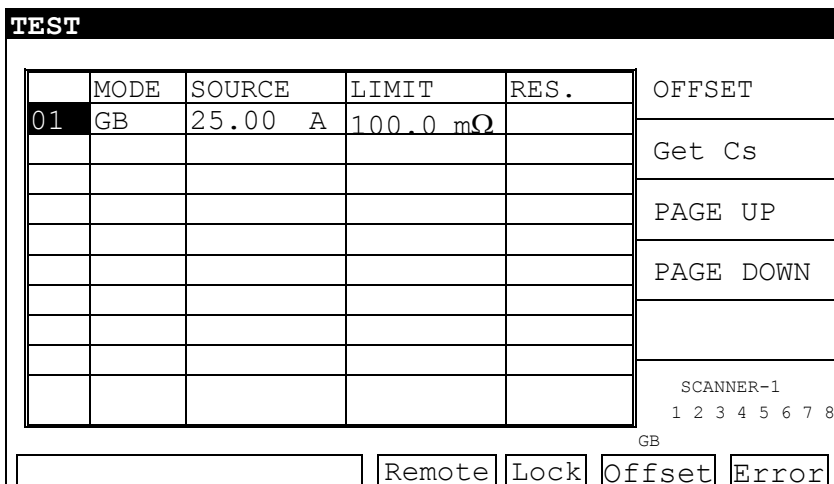 TEST
MODE SOURCE LIMIT RES.
01 GB 25.00 A 100.0 mΩ
OFFSET
Get Cs
PAGE UP
PAGE DOWN
SCANNER-1
1 2 3 4 5 6 7 8
GB
Remote Lock Offset Error